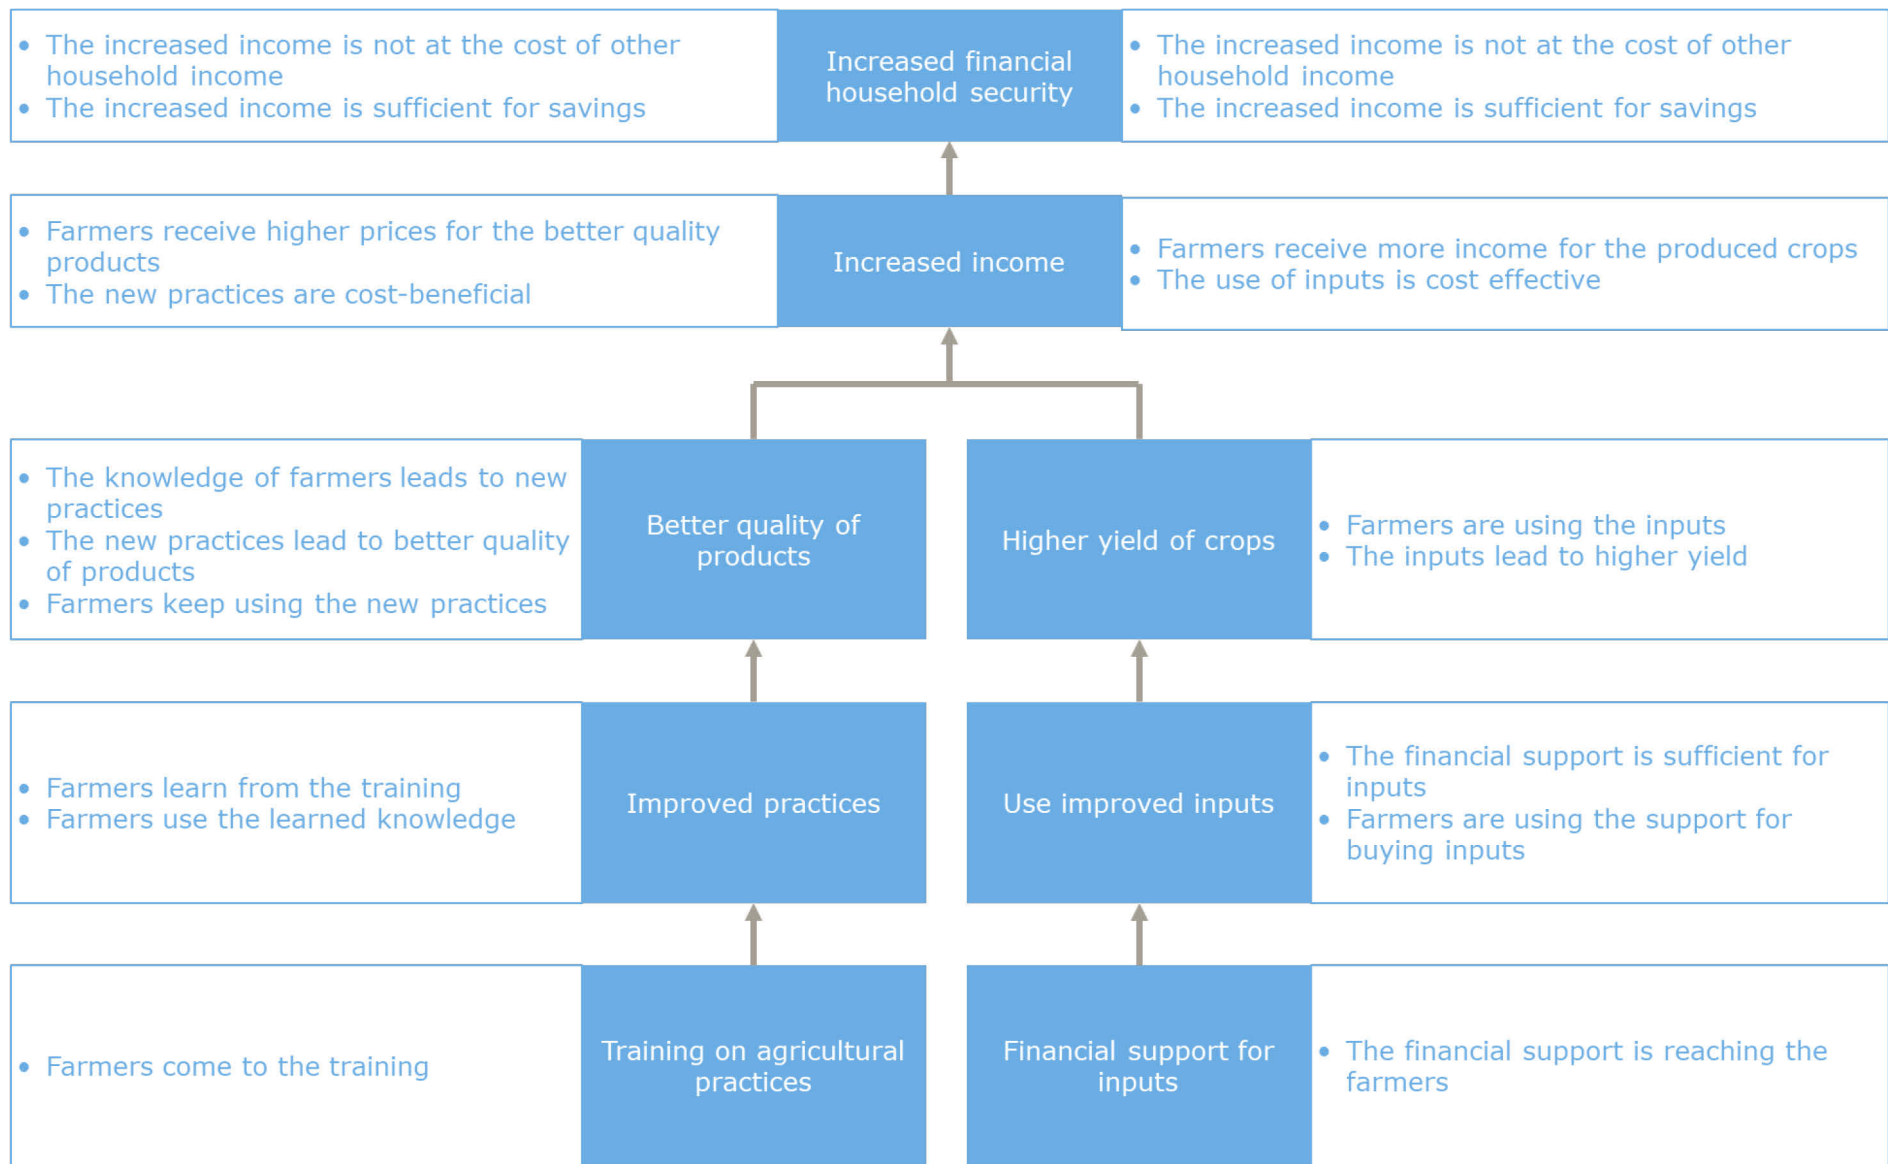 • The increased income is not at the cost of other
household income
• The increased income is sufficient for savings
Increased financial
household security
• The increased income is not at the cost of other
household income
• The increased income is sufficient for savings
• Farmers receive higher prices for the better quality
products
• The new practices are cost-beneficial
Increased income
• Farmers receive more income for the produced crops
• The use of inputs is cost effective
• The knowledge of farmers leads to new
practices
• The new practices lead to better quality
of products
• Farmers keep using the new practices
Better quality of
products
Higher yield of crops
• Farmers are using the inputs
• The inputs lead to higher yield
• Farmers learn from the training
• Farmers use the learned knowledge
Improved practices
Use improved inputs
• The financial support is sufficient for
inputs
• Farmers are using the support for
buying inputs
• Farmers come to the training
Training on agricultural
practices
Financial support for
inputs
• The financial support is reaching the
farmers